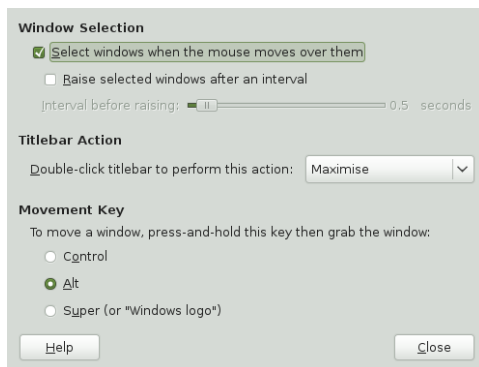 Window Selection
Select windows when the mouse moves over them
Raise selected windows after an interval
Interval before raising: 0.5 seconds
Titlebar Action
Double-click titlebar to perform this action: Maximise
Movement Key
To move a window, press-and-hold this key then grab the window:
Control
Alt
Super (or "Windows logo")
Help Close